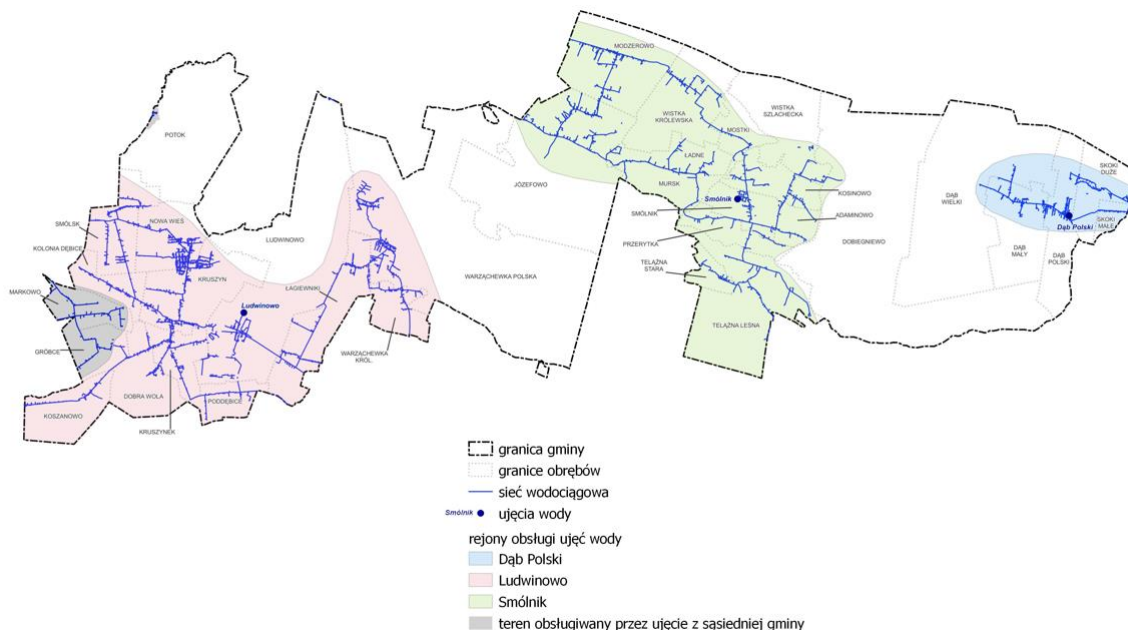 MODZEROWO
POTOK
WISTKA
KRÓLEWSKA
WISTKA
SZLACHECKA
MOSTKI
ŁADNE
JÓZEFOWO
MURSK
KOSINOWO
SKOKI
DUŻE
DĄB
WIELKI
SMÓLSK
NOWA WIEŚ
Smólnik
SMÓLNIK
ADAMINOWO
SKOKI
MAŁE
Dąb Polski
KOLONIA DĘBICE
LUDWINOWO
PRZERYTKA
DOBIEGNIEWO
DĄB
MAŁY
DĄB
POLSKI
KRUSZYN
WARZĄCHEWKA POLSKA
TELĄŻNA
STARA
MARKOWO
ŁAGIEWNIKI
Ludwinowo
TELĄŻNA LEŚNA
GRÓBCE
WARZĄCHEWKA
KRÓL.
DOBRA WOLA
PODDĘBICE
KOSZANOWO
KRUSZYNEK
granica gminy
granice obrębów
sieć wodociągowa
Smólnik
ujęcia wody
rejony obsługi ujęć wody
Dąb Polski
Ludwinowo
Smólnik
teren obsługiwany przez ujęcie z sąsiedniej gminy